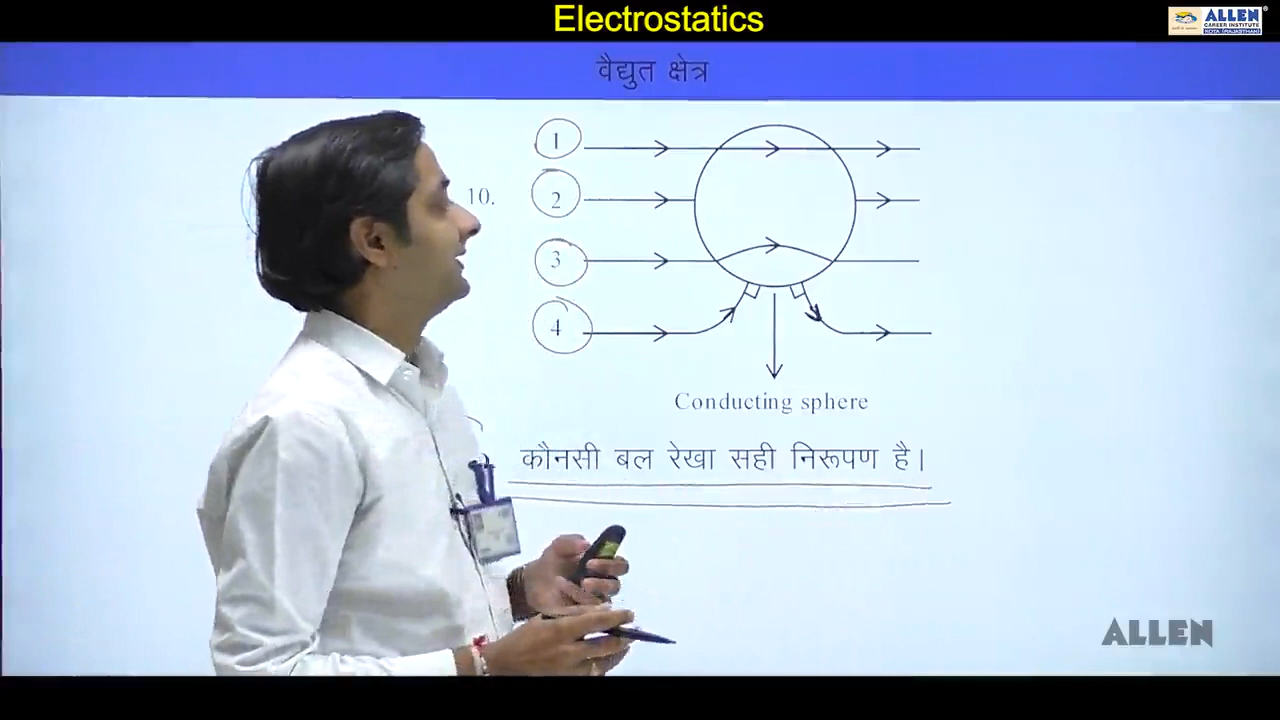 Electrostatics
ALLEN
CAREER INSTITUTE
KOTA (RAJASTHAN)
वैद्युत क्षेत्र
10.
1
2
3
4
Conducting sphere
कौनसी बल रेखा सही निरूपण है।
ALLEN